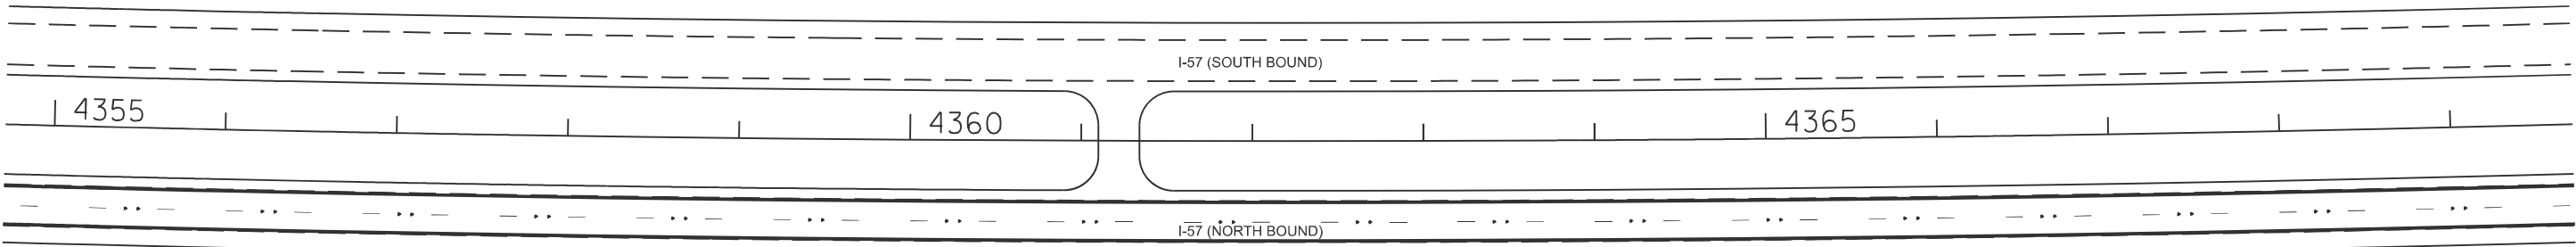 I-57 (SOUTH BOUND)
4355
4360
4365
I-57 (NORTH BOUND)